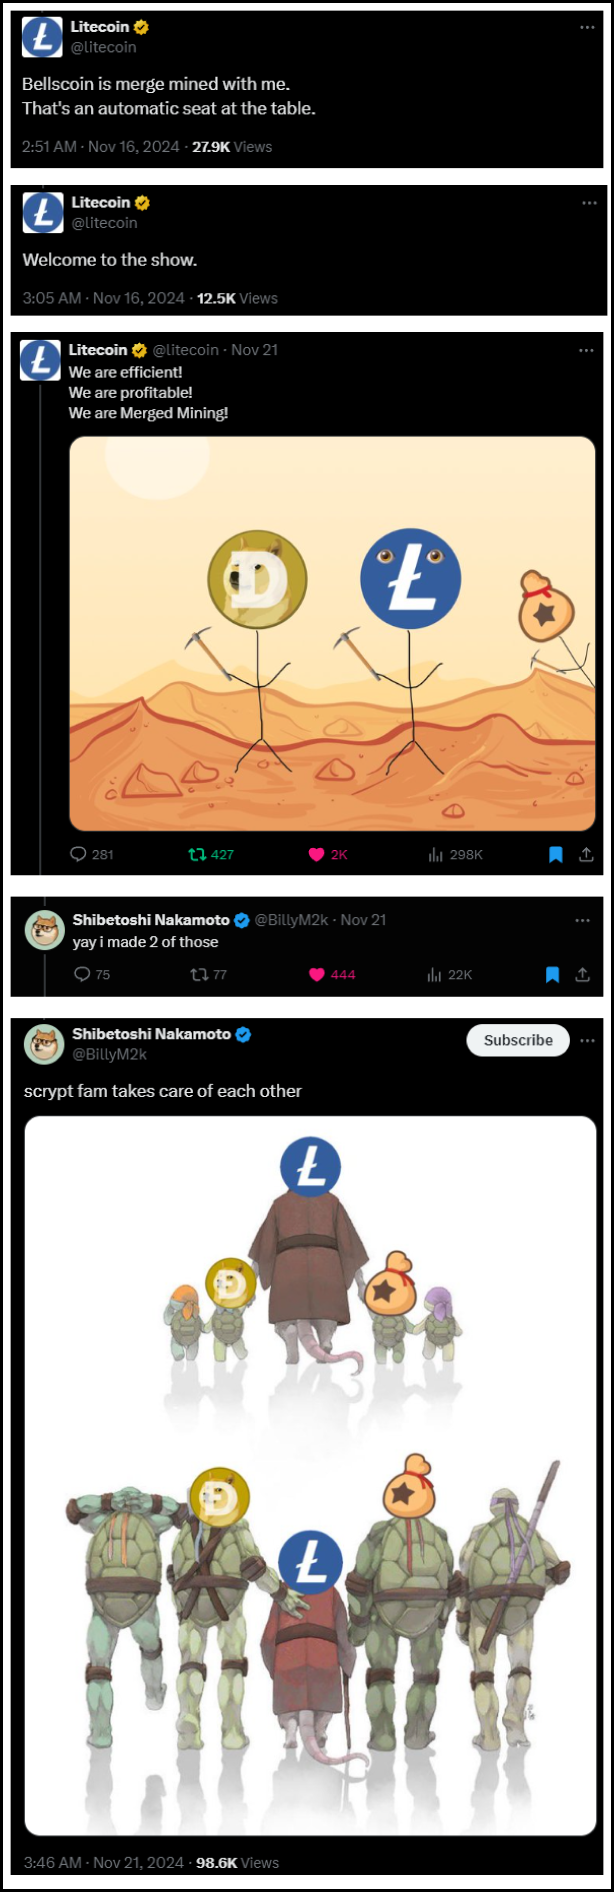 Litecoin
@litecoin
Bellscoin is merge mined with me.
That's an automatic seat at the table.
2:51 AM · Nov 16, 2024 · 27.9K Views
Litecoin
@litecoin
Welcome to the show.
3:05 AM · Nov 16, 2024 · 12.5K Views
Litecoin @litecoin · Nov 21
We are efficient!
We are profitable!
We are Merged Mining!
281 427 2K 298K
Shibetoshi Nakamoto @BillyM2k · Nov 21
yay i made 2 of those
75 77 444 22K
Shibetoshi Nakamoto
@BillyM2k
Subscribe
scrypt fam takes care of each other
3:46 AM · Nov 21, 2024 · 98.6K Views